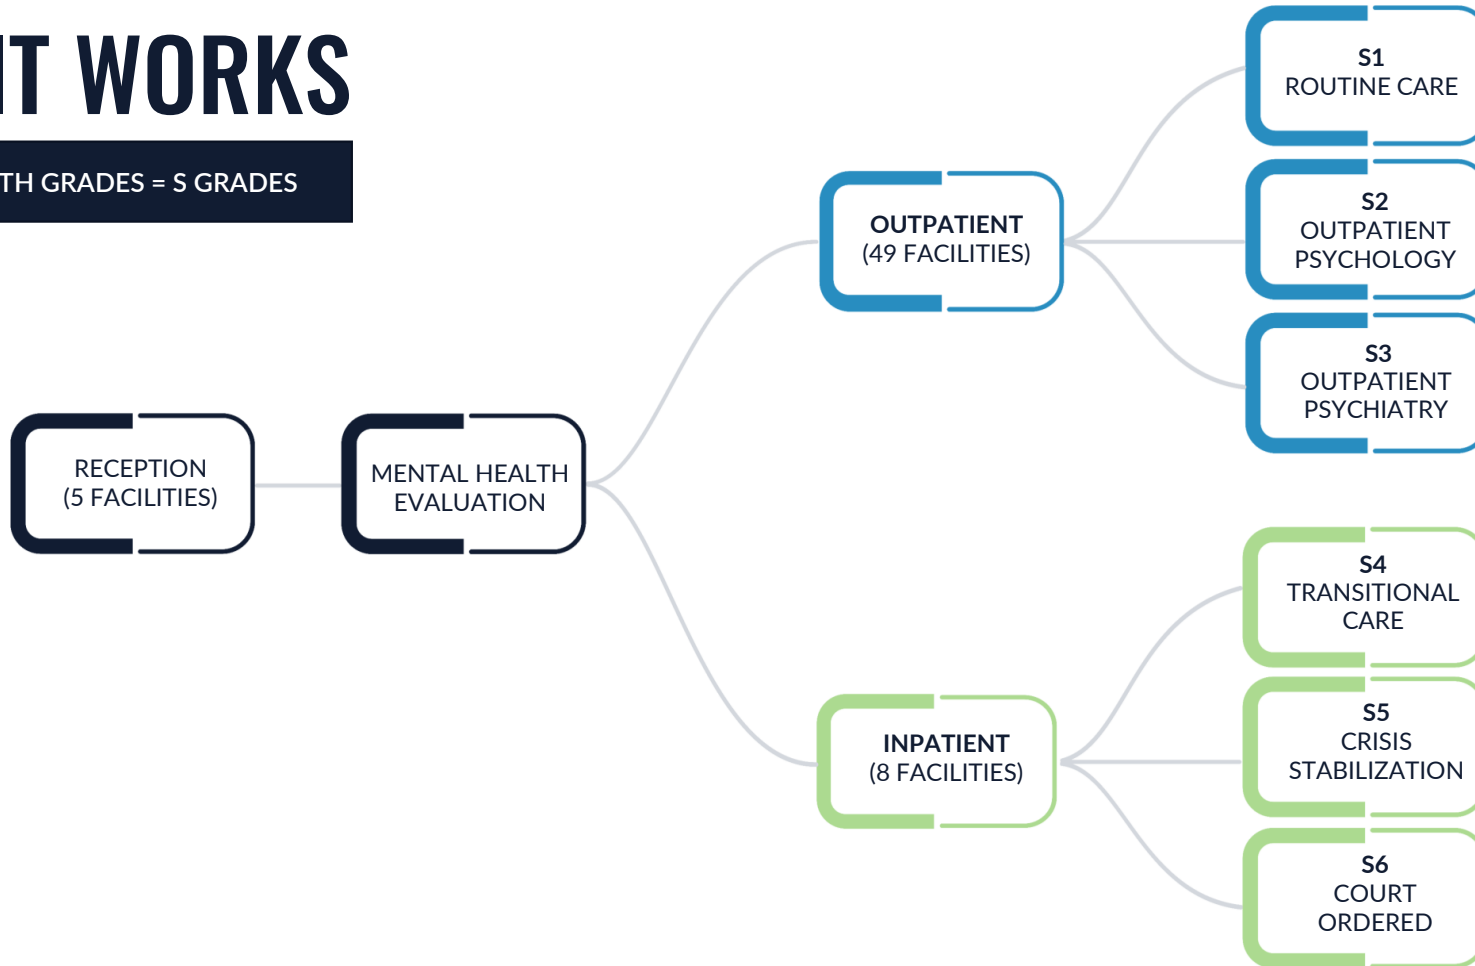 IT WORKS
TH GRADES = S GRADES
RECEPTION
(5 FACILITIES)
MENTAL HEALTH
EVALUATION
OUTPATIENT
(49 FACILITIES)
S1
ROUTINE CARE
S2
OUTPATIENT
PSYCHOLOGY
S3
OUTPATIENT
PSYCHIATRY
INPATIENT
(8 FACILITIES)
S4
TRANSITIONAL
CARE
S5
CRISIS
STABILIZATION
S6
COURT
ORDERED